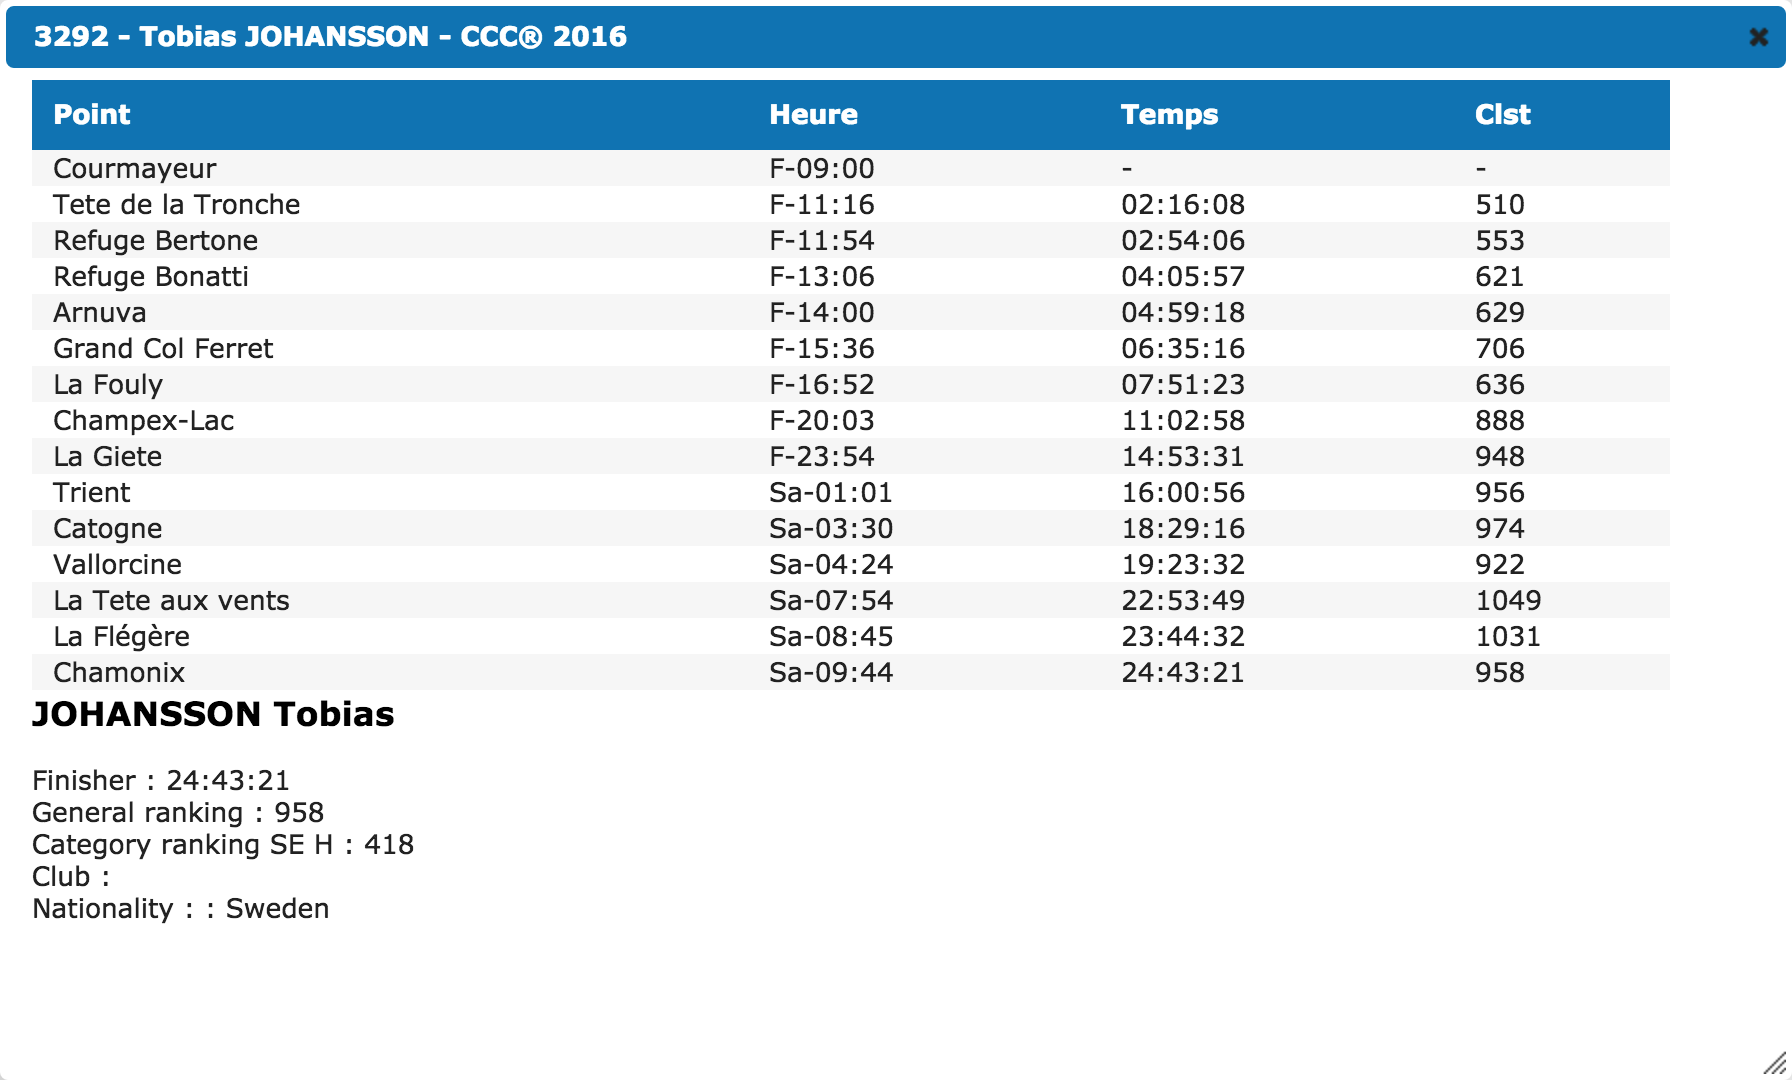 3292 - Tobias JOHANSSON - CCC® 2016
Point Heure Temps Clst
Courmayeur F-09:00 - -
Tete de la Tronche F-11:16 02:16:08 510
Refuge Bertone F-11:54 02:54:06 553
Refuge Bonatti F-13:06 04:05:57 621
Arnuva F-14:00 04:59:18 629
Grand Col Ferret F-15:36 06:35:16 706
La Fouly F-16:52 07:51:23 636
Champex-Lac F-20:03 11:02:58 888
La Giete F-23:54 14:53:31 948
Trient Sa-01:01 16:00:56 956
Catogne Sa-03:30 18:29:16 974
Vallorcine Sa-04:24 19:23:32 922
La Tete aux vents Sa-07:54 22:53:49 1049
La Flégère Sa-08:45 23:44:32 1031
Chamonix Sa-09:44 24:43:21 958
JOHANSSON Tobias
Finisher : 24:43:21
General ranking : 958
Category ranking SE H : 418
Club :
Nationality : : Sweden